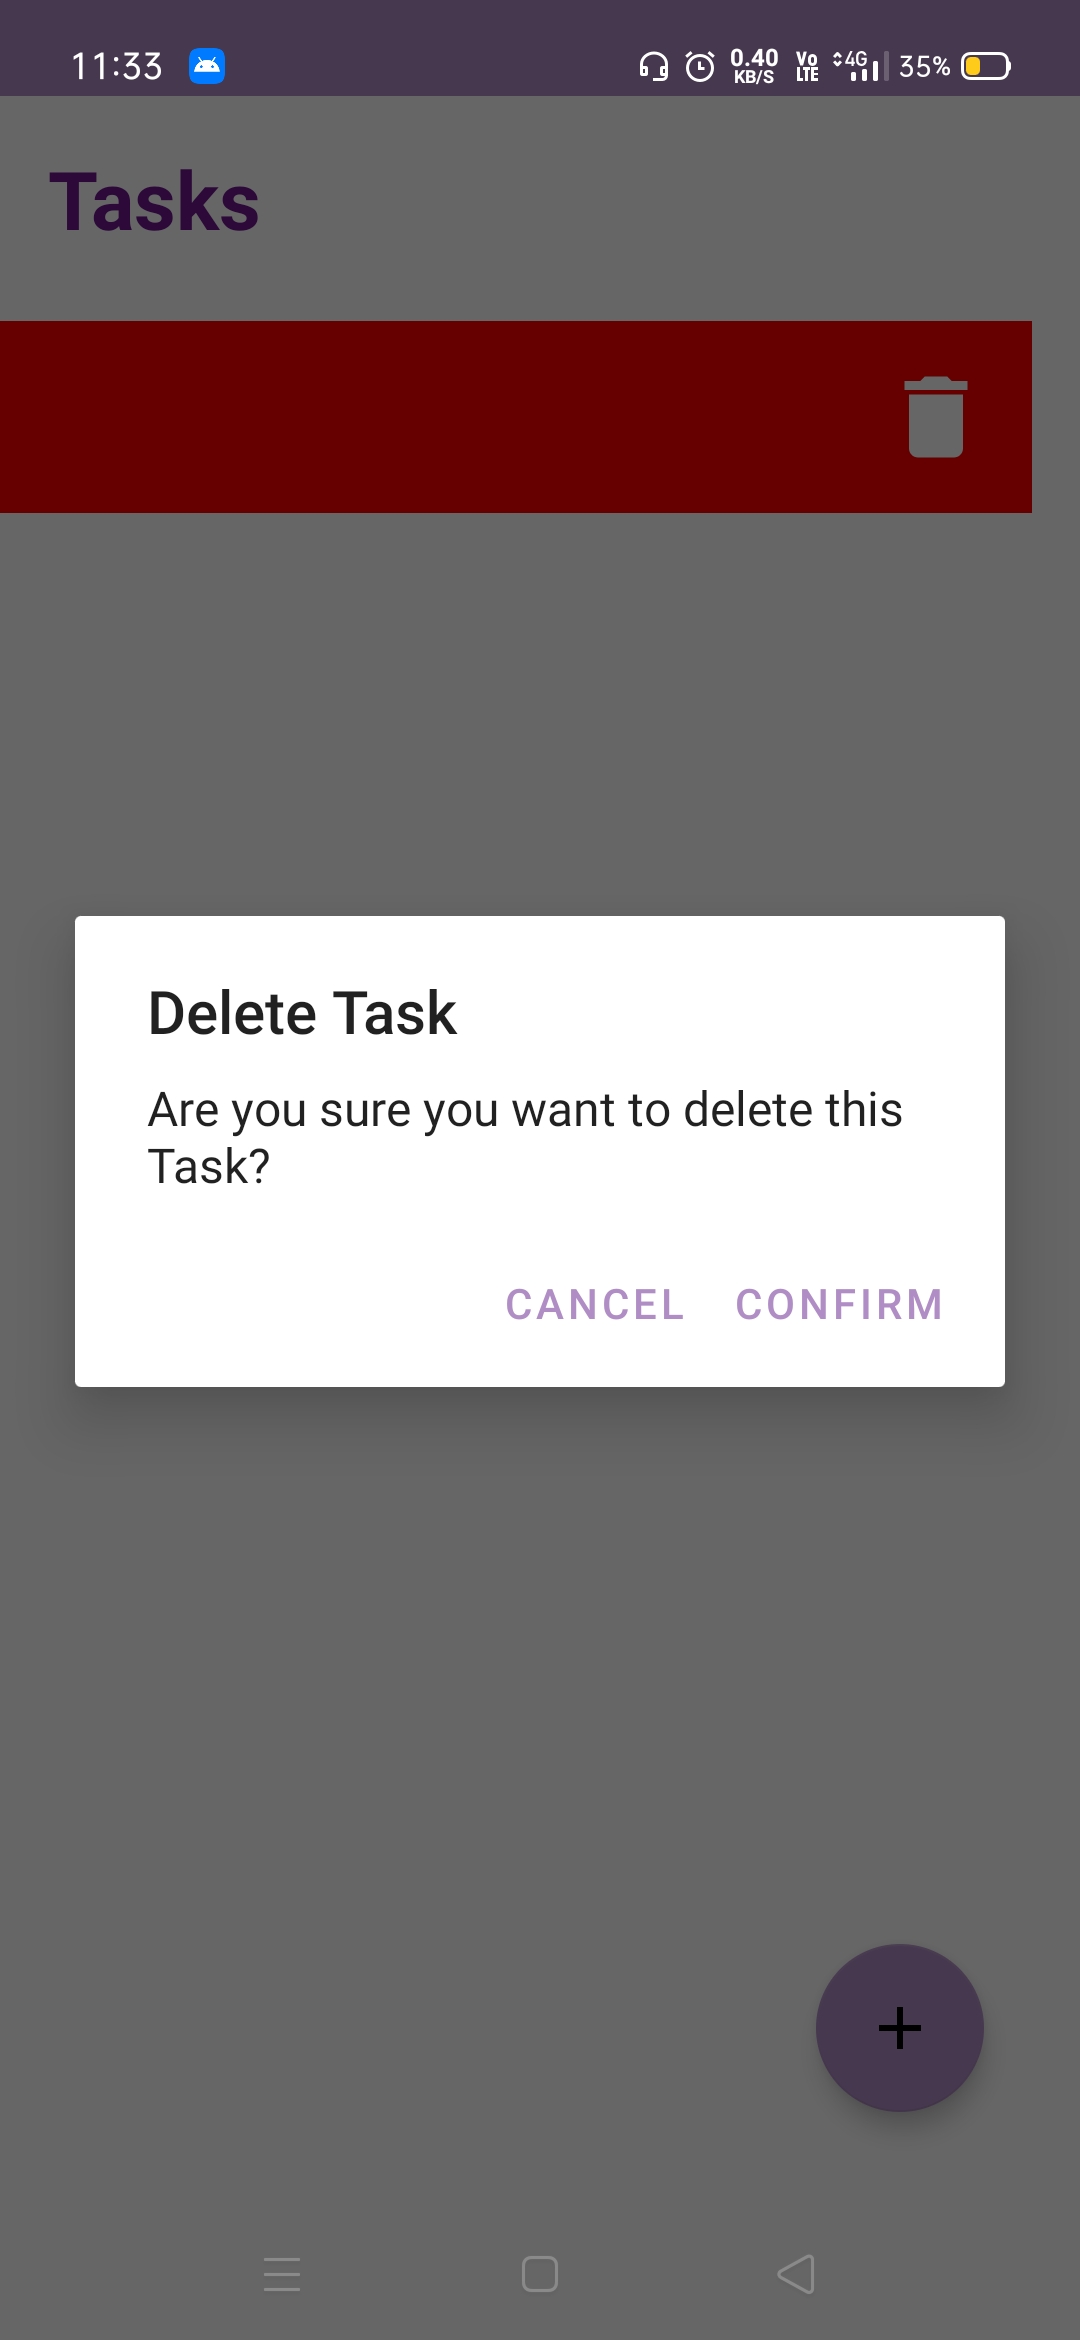 11:33 0.40 KB/S Vo LTE 4G 35%
Tasks
Delete Task
Are you sure you want to delete this
Task?
CANCEL CONFIRM